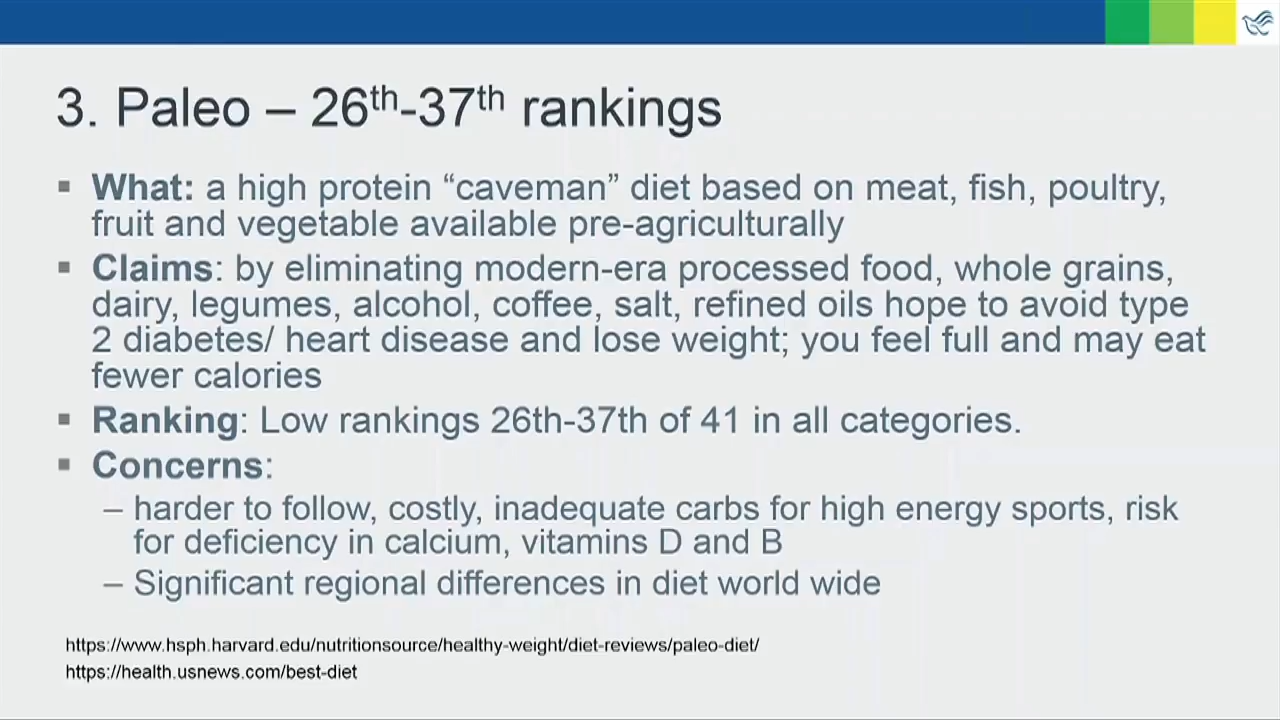 3. Paleo – 26th-37th rankings
▪ What: a high protein “caveman” diet based on meat, fish, poultry,
fruit and vegetable available pre-agriculturally
▪ Claims: by eliminating modern-era processed food, whole grains,
dairy, legumes, alcohol, coffee, salt, refined oils hope to avoid type
2 diabetes/ heart disease and lose weight; you feel full and may eat
fewer calories
▪ Ranking: Low rankings 26th-37th of 41 in all categories.
▪ Concerns:
– harder to follow, costly, inadequate carbs for high energy sports, risk
for deficiency in calcium, vitamins D and B
– Significant regional differences in diet world wide
https://www.hsph.harvard.edu/nutritionsource/healthy-weight/diet-reviews/paleo-diet/
https://health.usnews.com/best-diet